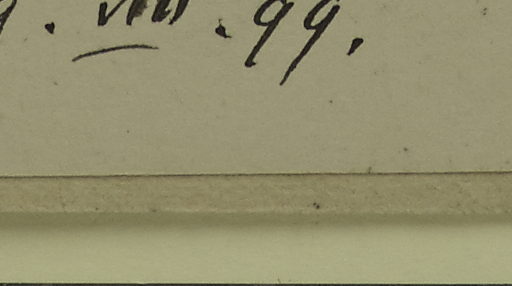 . VIII . 99.